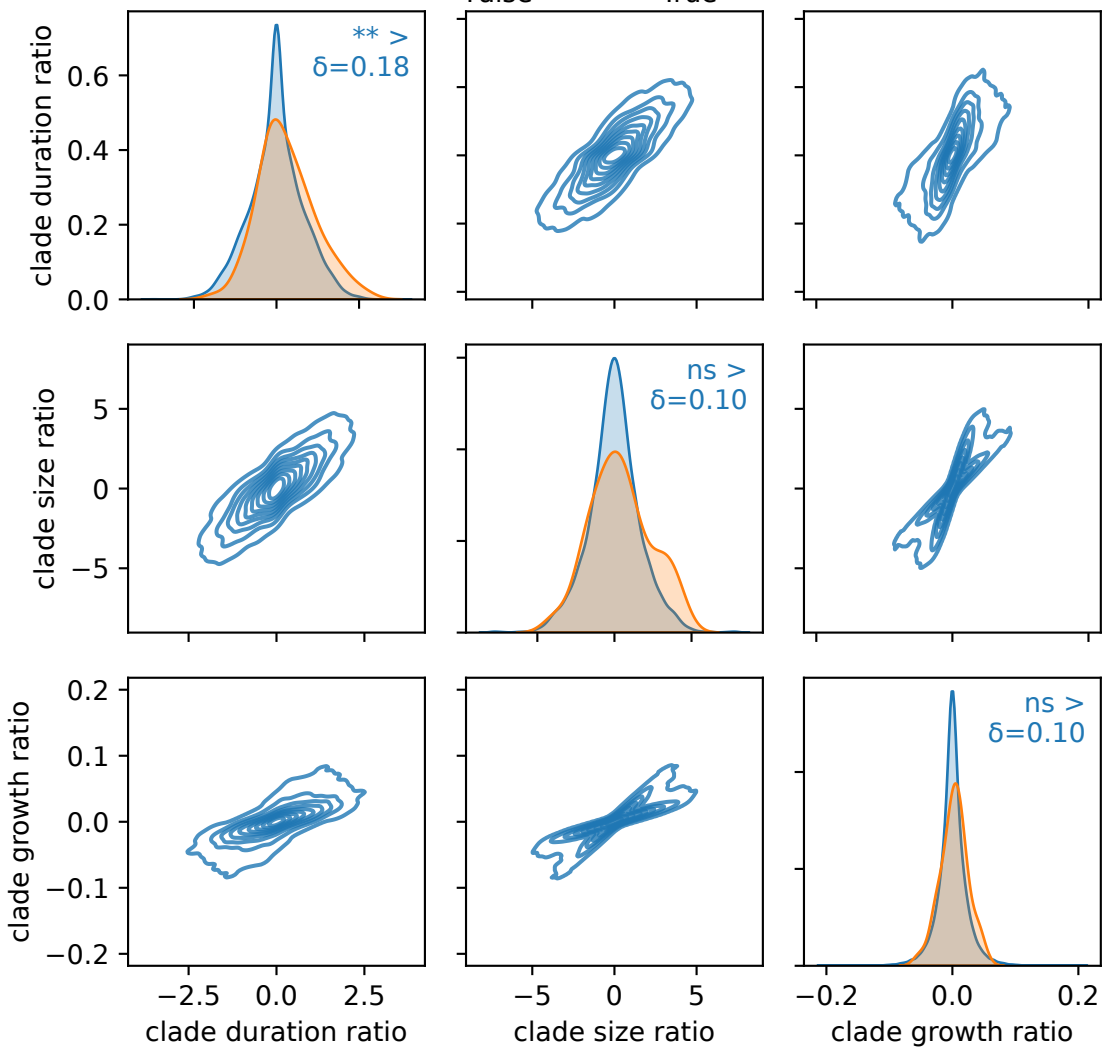 clade duration ratio
0.6
0.4
0.2
0.0
** >
δ=0.18
clade size ratio
5
0
−5
ns >
δ=0.10
clade growth ratio
0.2
0.1
0.0
−0.1
−0.2
ns >
δ=0.10
−2.5 0.0 2.5
clade duration ratio
−5 0 5
clade size ratio
−0.2 0.0 0.2
clade growth ratio